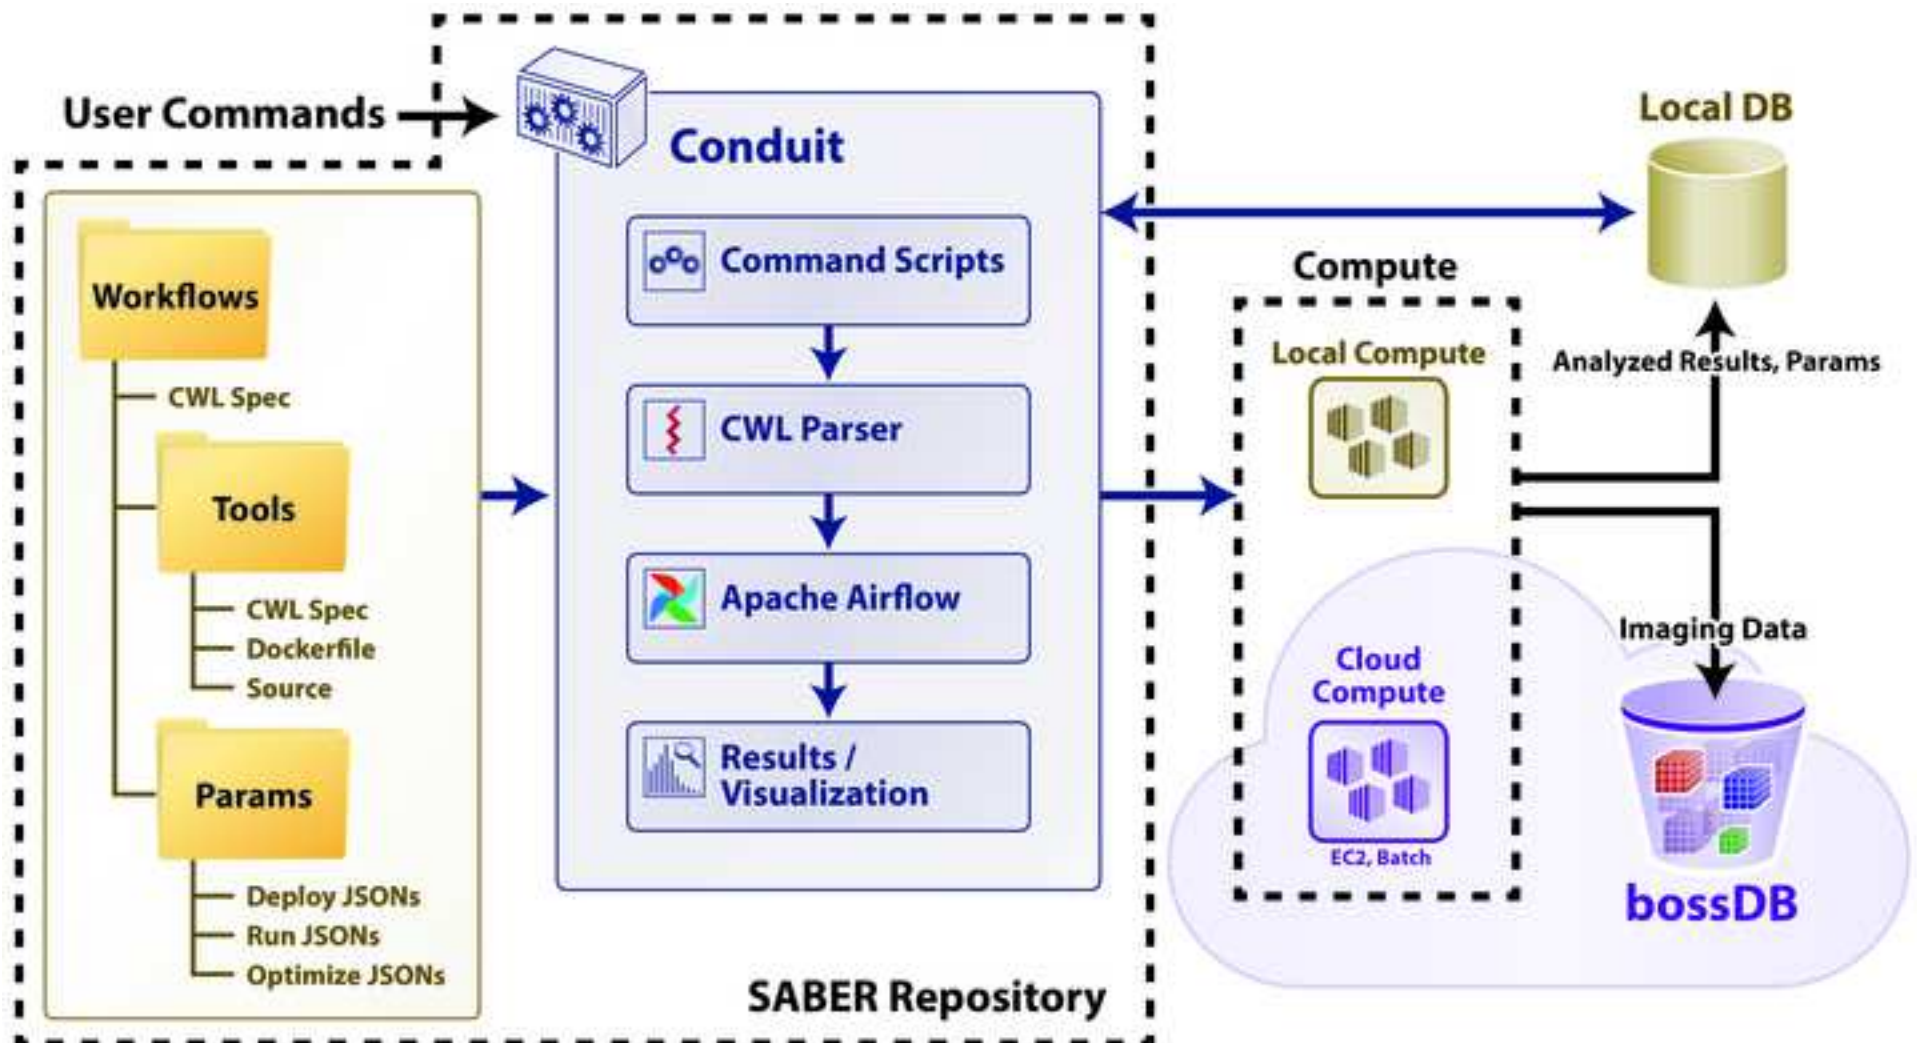 User Commands
Workflows
CWL Spec
Tools
CWL Spec
Dockerfile
Source
Params
Deploy JSONs
Run JSONs
Optimize JSONs
Conduit
Command Scripts
CWL Parser
Apache Airflow
Results /
Visualization
SABER Repository
Compute
Local Compute
Cloud
Compute
EC2, Batch
Local DB
Analyzed Results, Params
Imaging Data
bossDB